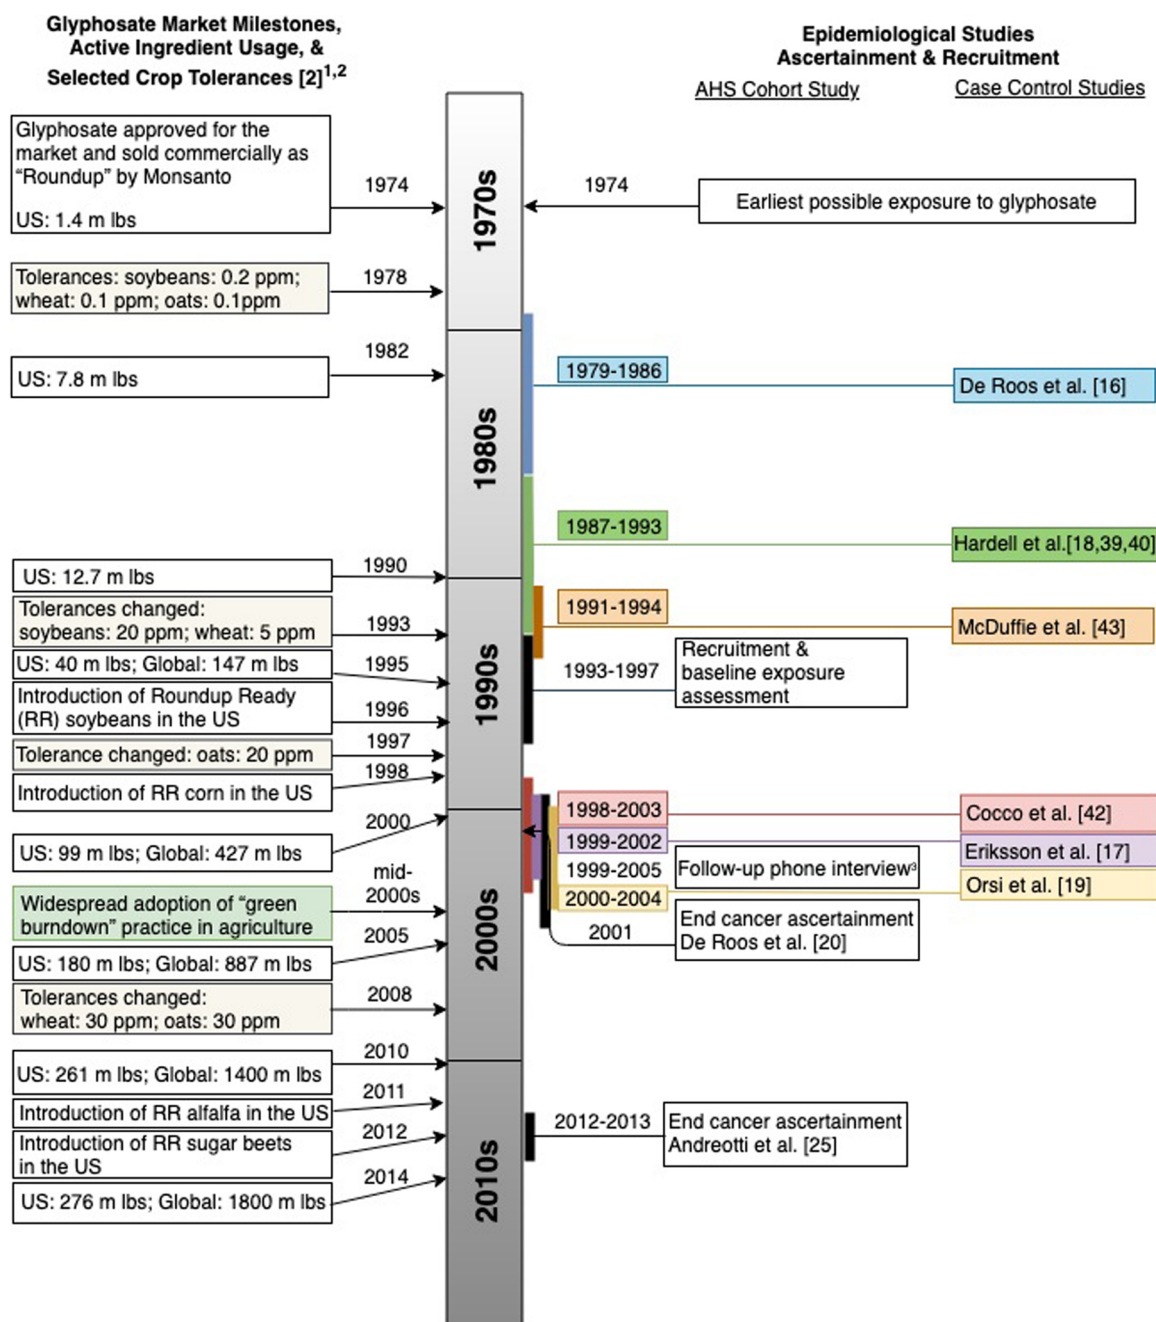 Glyphosate Market Milestones,
Active Ingredient Usage, &
Selected Crop Tolerances [2]1,2
Epidemiological Studies
Ascertainment & Recruitment
AHS Cohort Study
Case Control Studies
Glyphosate approved for the
market and sold commercially as
“Roundup” by Monsanto
US: 1.4 m lbs
1974
1970s
1974
Earliest possible exposure to glyphosate
Tolerances: soybeans: 0.2 ppm;
wheat: 0.1 ppm; oats: 0.1ppm
1978
US: 7.8 m lbs
1982
1980s
1979-1986
De Roos et al. [16]
1987-1993
Hardell et al.[18,39,40]
US: 12.7 m lbs
1990
Tolerances changed:
soybeans: 20 ppm; wheat: 5 ppm
1993
US: 40 m lbs; Global: 147 m lbs
1995
Introduction of Roundup Ready
(RR) soybeans in the US
1996
Tolerance changed: oats: 20 ppm
1997
Introduction of RR corn in the US
1998
1990s
1991-1994
McDuffie et al. [43]
1993-1997
Recruitment &
baseline exposure
assessment
US: 99 m lbs; Global: 427 m lbs
2000
Widespread adoption of “green
burndown” practice in agriculture
mid-
2000s
US: 180 m lbs; Global: 887 m lbs
2005
Tolerances changed:
wheat: 30 ppm; oats: 30 ppm
2008
2000s
1998-2003
Cocco et al. [42]
1999-2002
Eriksson et al. [17]
1999-2005
Follow-up phone interview3
2000-2004
Orsi et al. [19]
2001
End cancer ascertainment
De Roos et al. [20]
US: 261 m lbs; Global: 1400 m lbs
2010
Introduction of RR alfalfa in the US
2011
Introduction of RR sugar beets
in the US
2012
US: 276 m lbs; Global: 1800 m lbs
2014
2010s
2012-2013
End cancer ascertainment
Andreotti et al. [25]